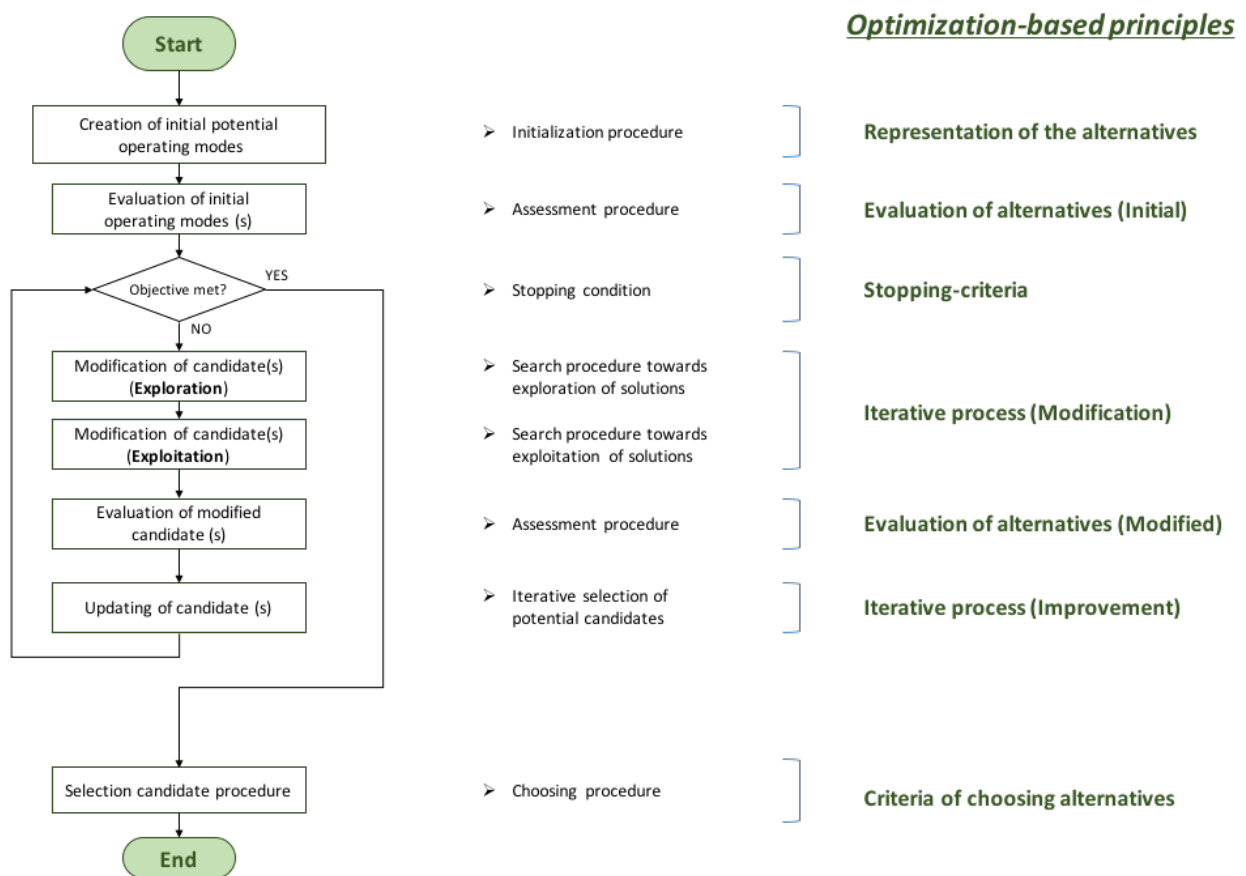 Optimization-based principles
Start
Creation of initial potential
operating modes
➢ Initialization procedure
Representation of the alternatives
Evaluation of initial
operating modes (s)
➢ Assessment procedure
Evaluation of alternatives (Initial)
YES
Objective met?
➢ Stopping condition
Stopping-criteria
NO
Modification of candidate(s)
(Exploration)
➢ Search procedure towards
exploration of solutions
Modification of candidate(s)
(Exploitation)
➢ Search procedure towards
exploitation of solutions
Iterative process (Modification)
Evaluation of modified
candidate (s)
➢ Assessment procedure
Evaluation of alternatives (Modified)
Updating of candidate (s)
➢ Iterative selection of
potential candidates
Iterative process (Improvement)
Selection candidate procedure
➢ Choosing procedure
Criteria of choosing alternatives
End